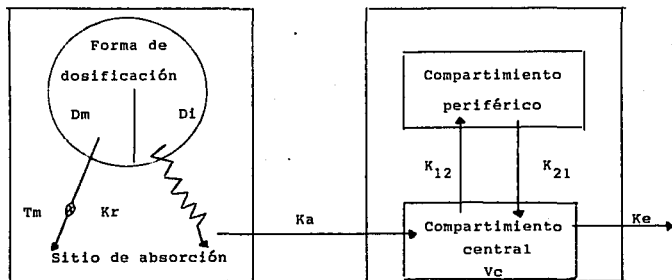 Forma de
dosificación
Dm
Di
Tm
Kr
Sitio de absorción
Ka
Compartimiento
periférico
K12
K21
Compartimiento
central
Vc
Ke